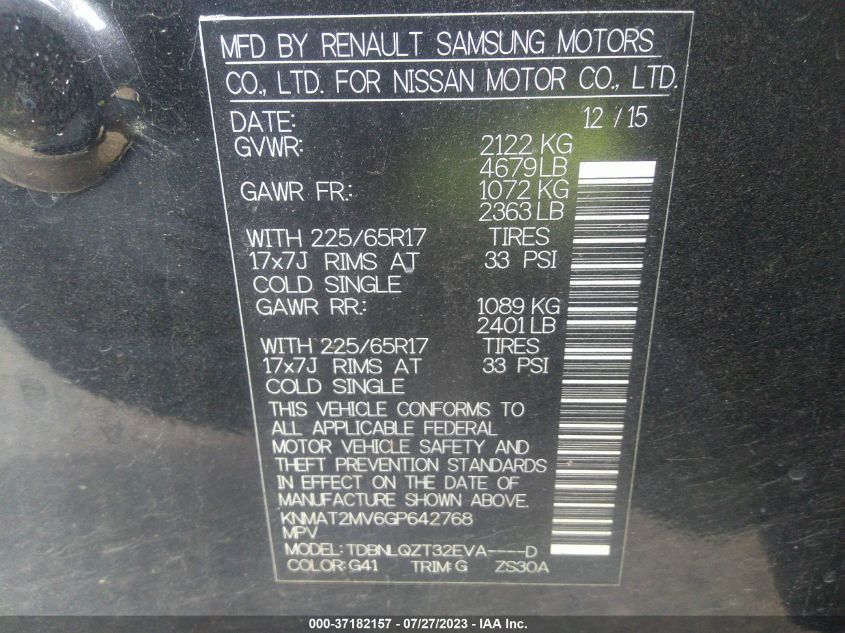 MFD BY RENAULT SAMSUNG MOTORS
CO., LTD. FOR NISSAN MOTOR CO., LTD.
DATE: 12 / 15
GVWR: 2122 KG
4679 LB
GAWR FR.: 1072 KG
2363 LB
WITH 225/65R17 TIRES
17x7J RIMS AT 33 PSI
COLD SINGLE
GAWR RR.: 1089 KG
2401 LB
WITH 225/65R17 TIRES
17x7J RIMS AT 33 PSI
COLD SINGLE
THIS VEHICLE CONFORMS TO
ALL APPLICABLE FEDERAL
MOTOR VEHICLE SAFETY AND
THEFT PREVENTION STANDARDS
IN EFFECT ON THE DATE OF
MANUFACTURE SHOWN ABOVE.
KNMAT2MV6GP642768
MPV
MODEL: TDBNLQZT32EVA----D
COLOR: G41 TRIM: G ZS30A
000-37182157 / 07/27/2023 - IAA Inc.